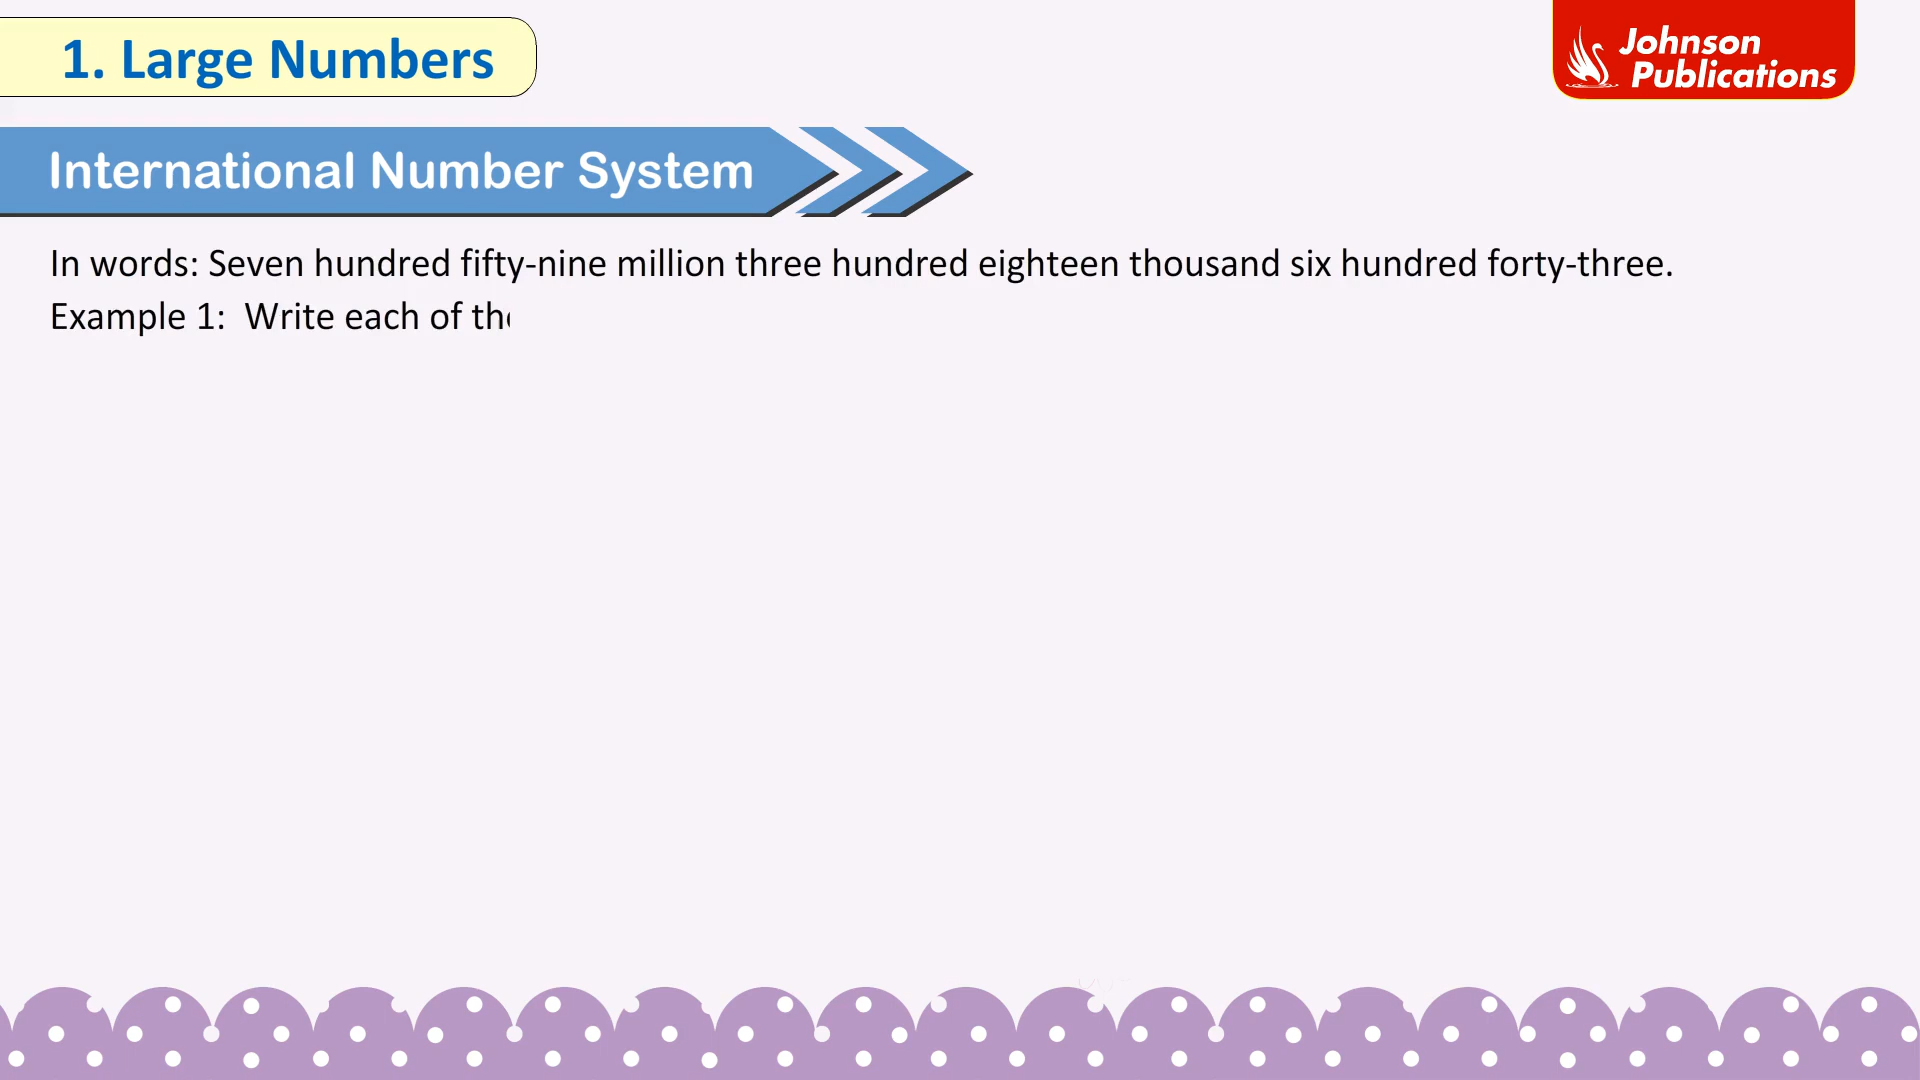 1. Large Numbers
Johnson
Publications
International Number System
In words: Seven hundred fifty-nine million three hundred eighteen thousand six hundred forty-three.
Example 1:  Write each of the